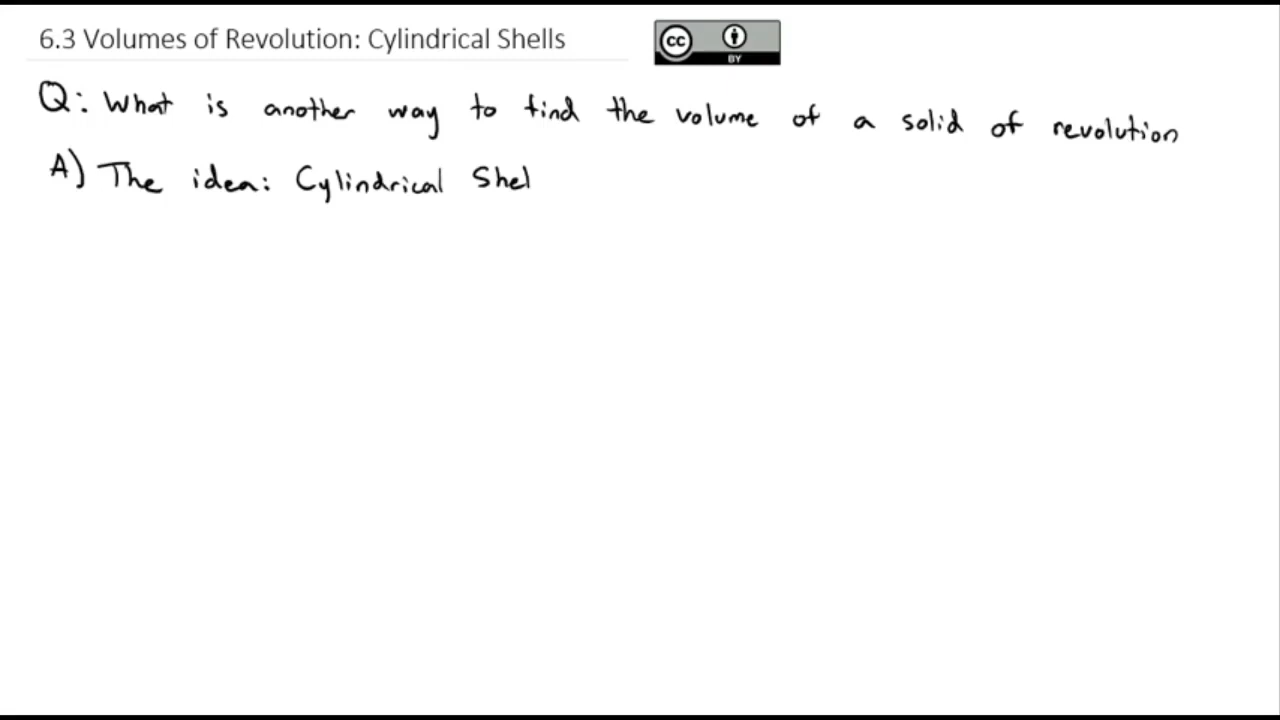 6.3 Volumes of Revolution: Cylindrical Shells
cc BY
Q: What is another way to find the volume of a solid of revolution
A) The idea: Cylindrical Shel